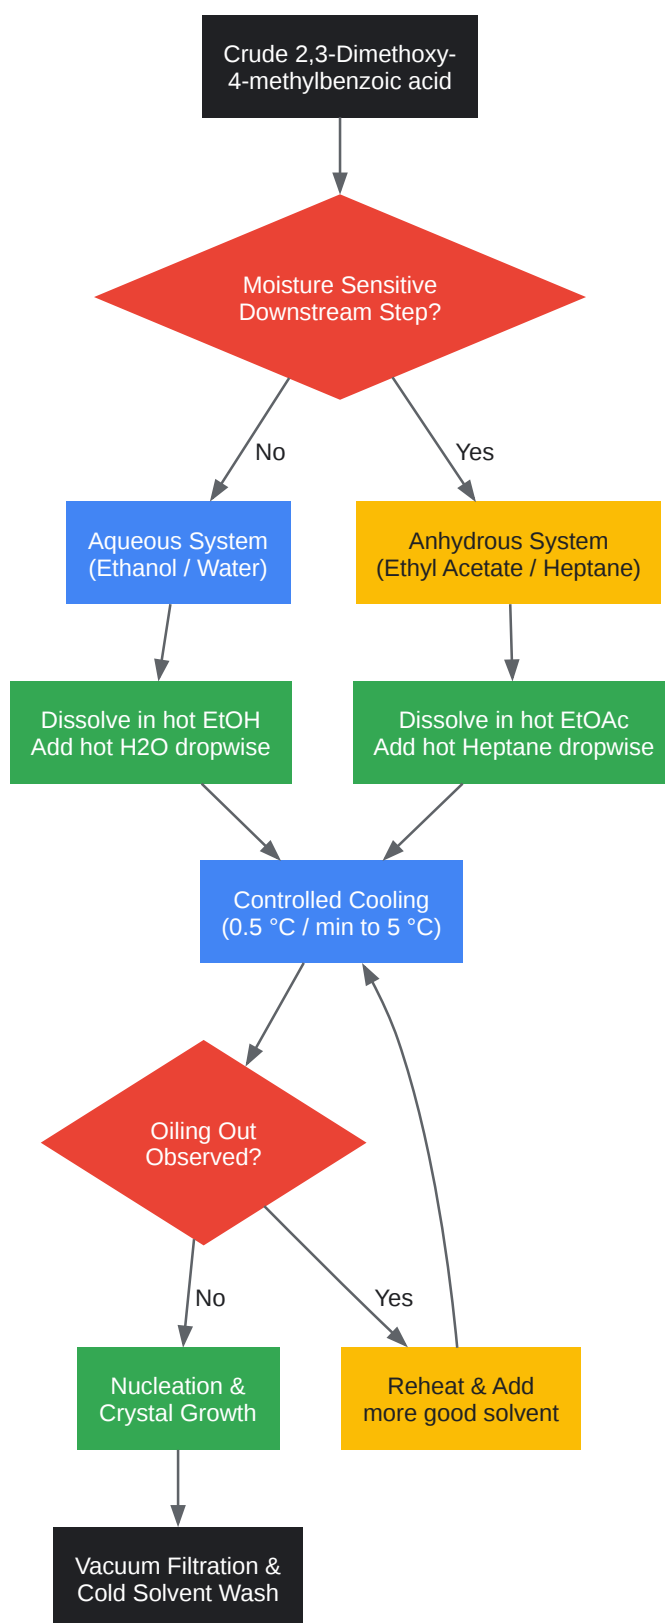 Crude 2,3-Dimethoxy-
4-methylbenzoic acid
Moisture Sensitive
Downstream Step?
No
Yes
Aqueous System
(Ethanol / Water)
Anhydrous System
(Ethyl Acetate / Heptane)
Dissolve in hot EtOH
Add hot H2O dropwise
Dissolve in hot EtOAc
Add hot Heptane dropwise
Controlled Cooling
(0.5 °C / min to 5 °C)
Oiling Out
Observed?
No
Yes
Nucleation &
Crystal Growth
Reheat & Add
more good solvent
Vacuum Filtration &
Cold Solvent Wash